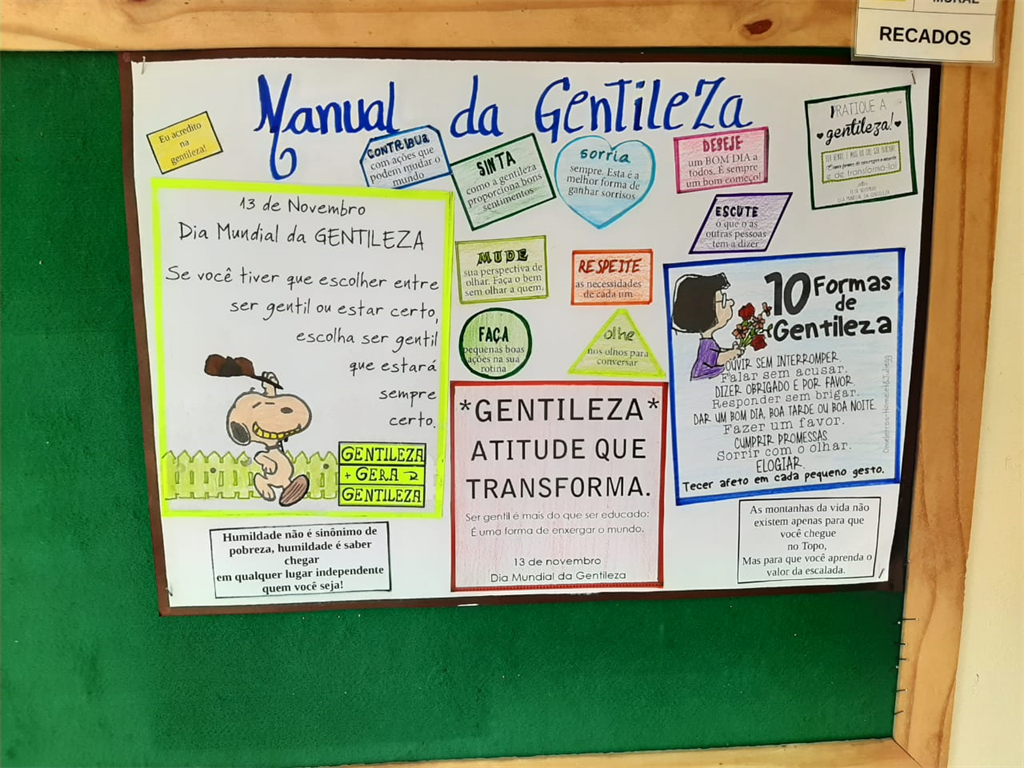 MURAL
RECADOS
Manual da GentileZa
Eu acredito
na
gentileza!
CONTRIBUA
com ações que
podem mudar o
mundo
SINTA
como a gentileza
proporciona bons
sentimentos
sorria
sempre. Esta é a
melhor forma de
ganhar sorrisos
DESEJE
um BOM DIA a
todos. É sempre
um bom começo!
PRATIQUE A
gentileza!
e de transformá-lo!
ESCUTE
o que o as
outras pessoas
tem a dizer
MUDE
sua perspectiva de
olhar. Faça o bem
sem olhar a quem.
RESPEITE
as necessidades
de cada um.
FAÇA
pequenas boas
ações na sua
rotina
olhe
nos olhos para
conversar
13 de Novembro
Dia Mundial da GENTILEZA
Se você tiver que escolher entre
ser gentil ou estar certo,
escolha ser gentil
que estará
sempre
certo.
GENTILEZA
GERA
GENTILEZA
*GENTILEZA*
ATITUDE QUE
TRANSFORMA.
Ser gentil é mais do que ser educado:
É uma forma de enxergar o mundo.
13 de novembro
Dia Mundial da Gentileza
10 Formas
de
Gentileza
OUVIR SEM INTERROMPER.
Falar sem acusar.
DIZER OBRIGADO E POR FAVOR.
Responder sem brigar.
DAR UM BOM DIA, BOA TARDE OU BOA NOITE.
Fazer um favor.
CUMPRIR PROMESSAS.
Sorrir com o olhar.
ELOGIAR.
Tecer afeto em cada pequeno gesto.
Humildade não é sinônimo de
pobreza, humildade é saber
chegar
em qualquer lugar independente
quem você seja!
As montanhas da vida não
existem apenas para que
você chegue
no Topo,
Mas para que você aprenda o
valor da escalada.